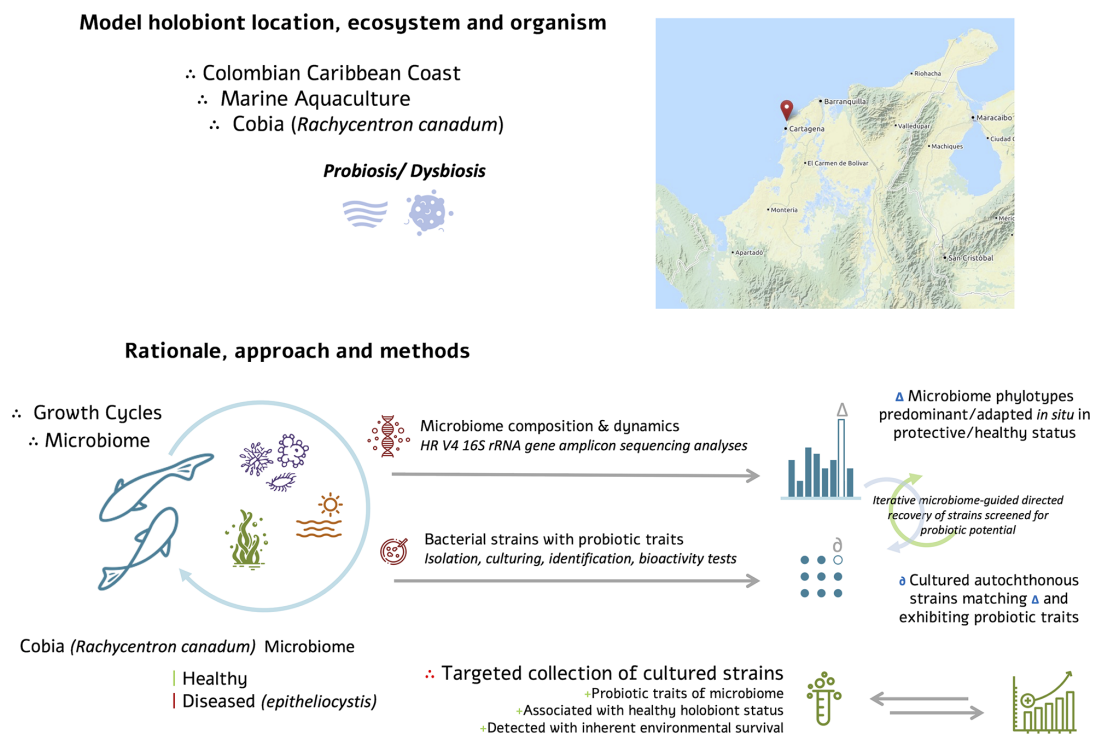 Model holobiont location, ecosystem and organism
∴ Colombian Caribbean Coast
∴ Marine Aquaculture
∴ Cobia (Rachycentron canadum)
Probiosis/ Dysbiosis
Riohacha
Barranquilla
Cartagena
Maracaibo
Valledupar
Ciudad O
Machiques
El Carmen de Bolívar
Montería
Méric
Apartadó
San Cristóbal
Rationale, approach and methods
∴ Growth Cycles
∴ Microbiome
Microbiome composition & dynamics
HR V4 16S rRNA gene amplicon sequencing analyses
Δ
Δ Microbiome phylotypes
predominant/adapted in situ in
protective/healthy status
Iterative microbiome-guided directed
recovery of strains screened for
probiotic potential
Bacterial strains with probiotic traits
Isolation, culturing, identification, bioactivity tests
∂
∂ Cultured autochthonous
strains matching Δ and
exhibiting probiotic traits
Cobia (Rachycentron canadum) Microbiome
Healthy
Diseased (epitheliocystis)
∴ Targeted collection of cultured strains
+Probiotic traits of microbiome
+Associated with healthy holobiont status
+Detected with inherent environmental survival